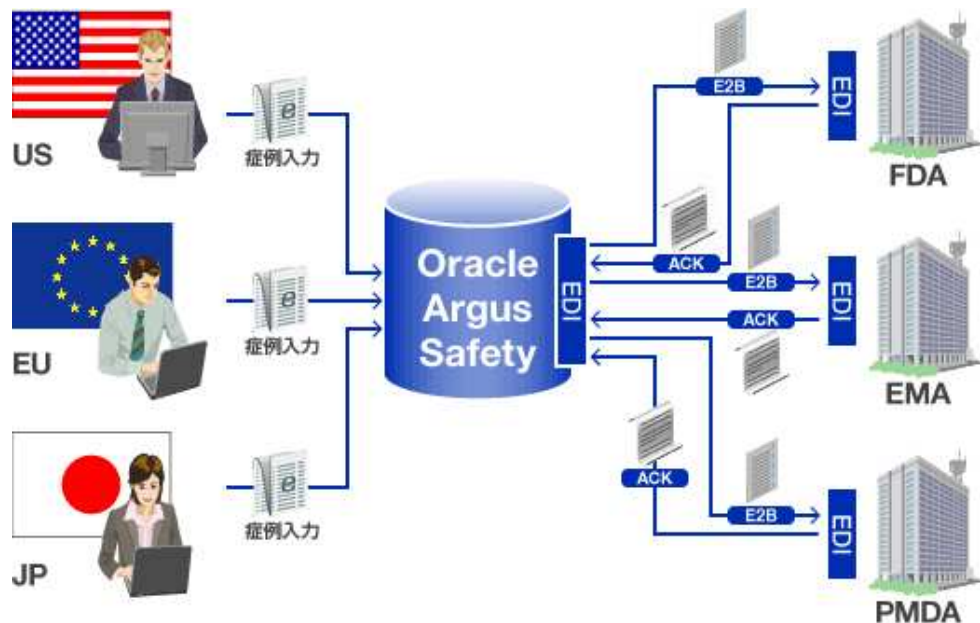 US
e
症例入力
EU
e
症例入力
JP
e
症例入力
Oracle
Argus
Safety
EDI
E2B
ACK
EDI
FDA
E2B
ACK
EDI
EMA
ACK
E2B
EDI
PMDA